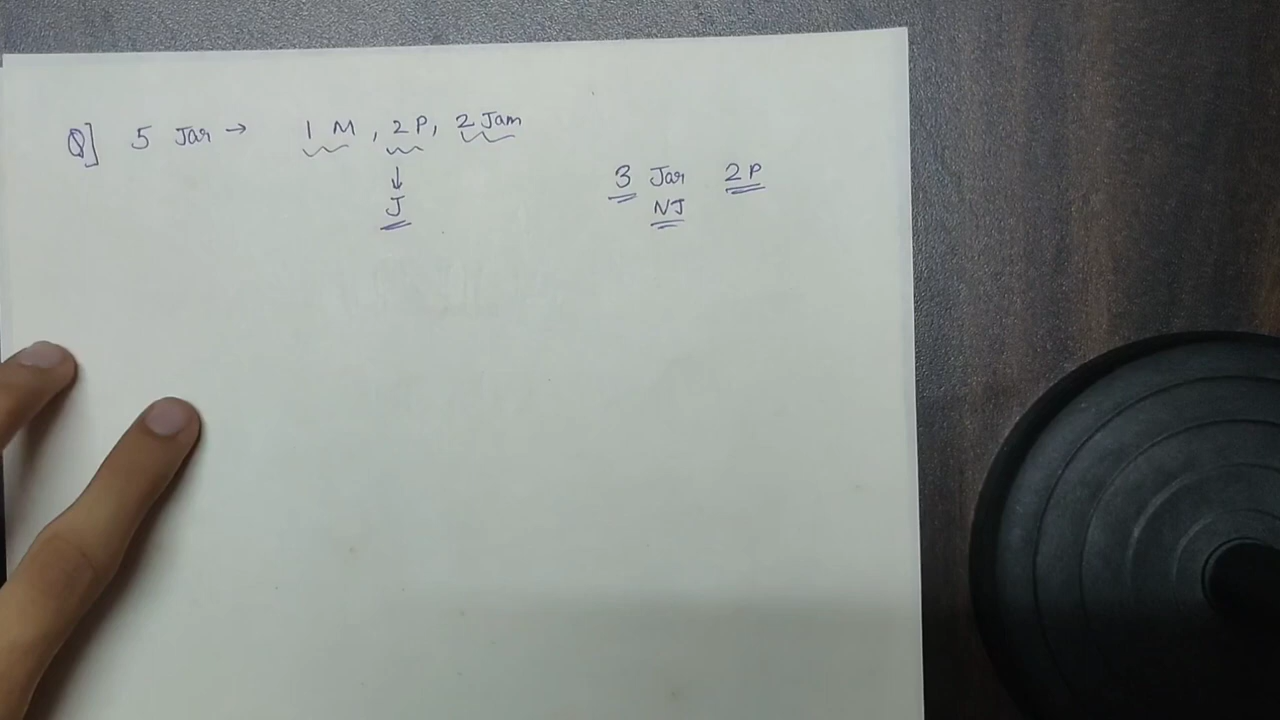 Q] 5 Jar → 1 M, 2 P, 2 Jam
↓
J
3 Jar 2 P
NJ